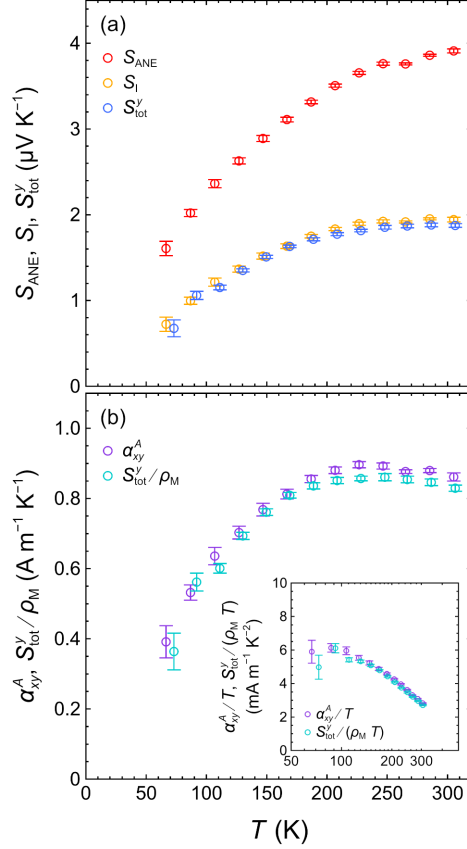 (a)
S_ANE
S_I
S^y_tot
S_ANE, S_I, S^y_tot (μV K⁻¹)
4
3
2
1
0
(b)
α^A_xy
S^y_tot / ρ_M
α^A_xy, S^y_tot / ρ_M (A m⁻¹ K⁻¹)
1.0
0.8
0.6
0.4
0.2
0.0
α^A_xy / T, S^y_tot / (ρ_M T)
(mA m⁻¹ K⁻²)
10
8
6
4
2
0
α^A_xy / T
S^y_tot / (ρ_M T)
50 100 200 300
0 50 100 150 200 250 300
T (K)